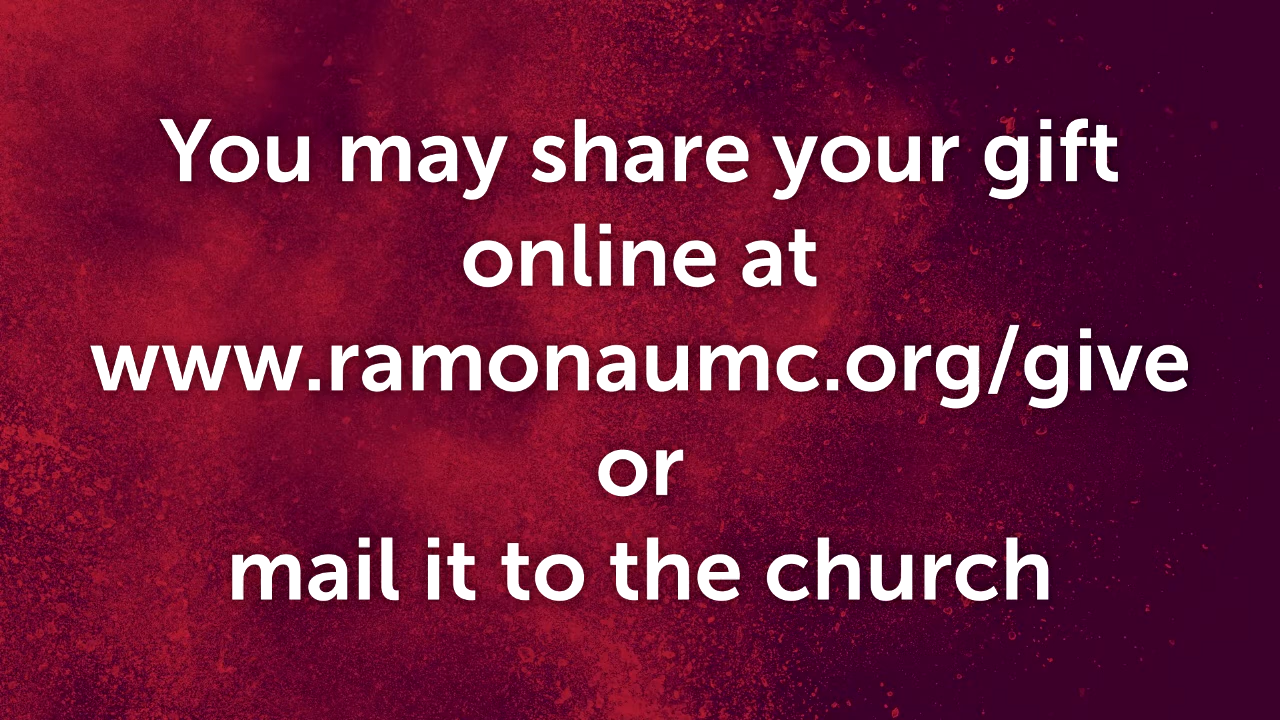 You may share your gift
online at
www.ramonaumc.org/give
or
mail it to the church